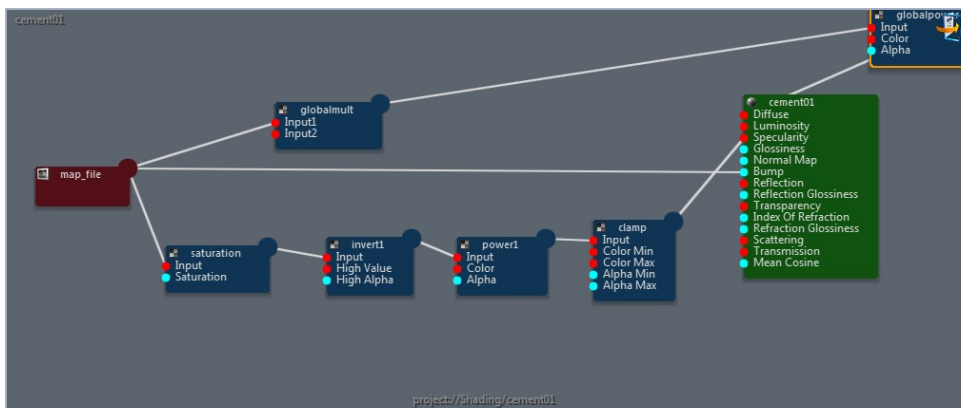 cement01
globalpower
Input
Color
Alpha
globalmult
Input1
Input2
map_file
cement01
Diffuse
Luminosity
Specularity
Glossiness
Normal Map
Bump
Reflection
Reflection Glossiness
Transparency
Index Of Refraction
Refraction Glossiness
Scattering
Transmission
Mean Cosine
saturation
Input
Saturation
invert1
Input
High Value
High Alpha
power1
Input
Color
Alpha
clamp
Input
Color Min
Color Max
Alpha Min
Alpha Max
project://Shading/cement01